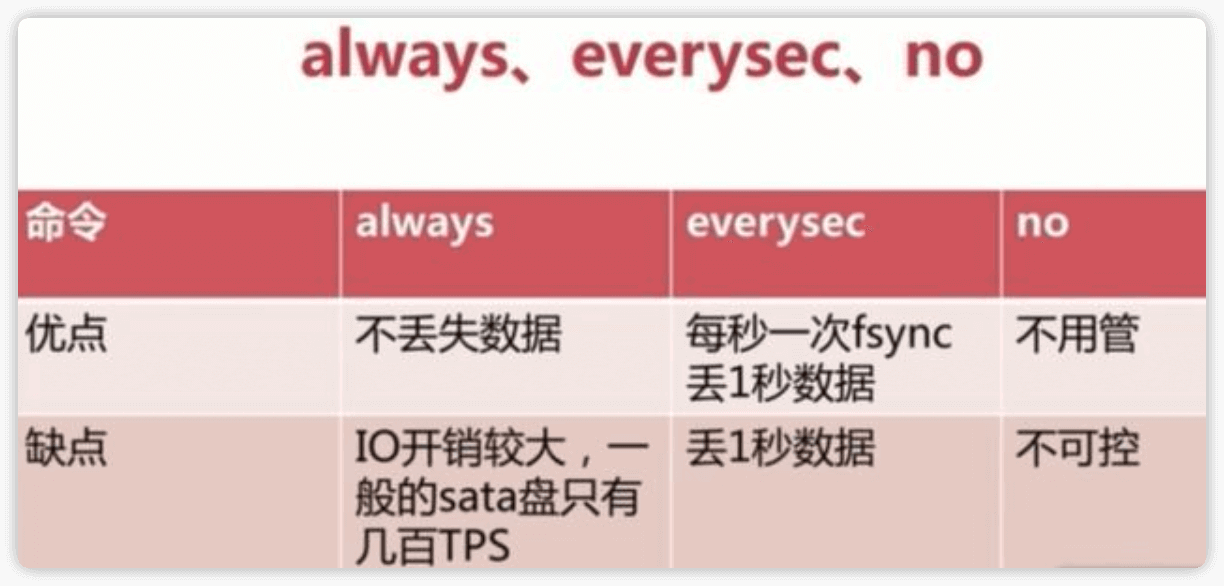 always、everysec、no
命令 always everysec no
优点 不丢失数据 每秒一次fsync 不用管
丢1秒数据
缺点 IO开销较大，一 丢1秒数据 不可控
般的sata盘只有
几百TPS